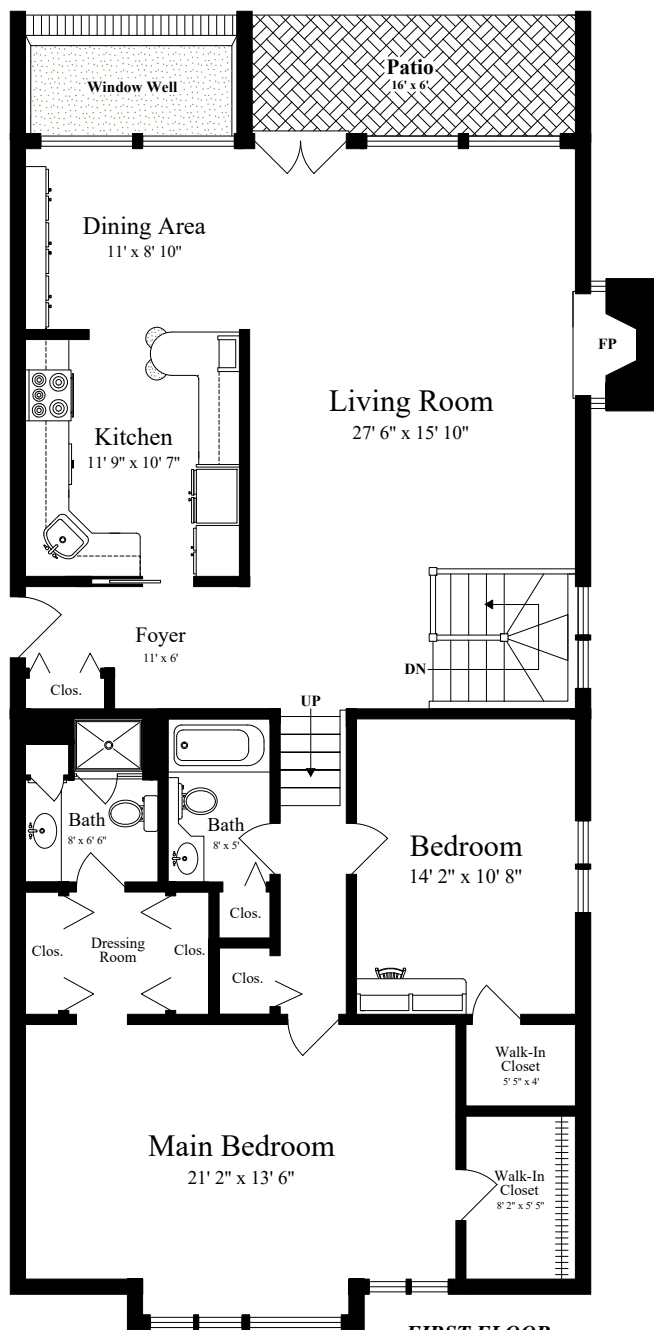 Window Well
Patio
16' x 6'
Dining Area
11' x 8' 10"
FP
Living Room
27' 6" x 15' 10"
Kitchen
11' 9" x 10' 7"
Foyer
11' x 6'
DN
Clos.
UP
Bath
8' x 6' 6"
Bath
8' x 5'
Bedroom
14' 2" x 10' 8"
Clos.
Clos.
Dressing
Room
Clos.
Clos.
Walk-In
Closet
5' 5" x 4'
Main Bedroom
21' 2" x 13' 6"
Walk-In
Closet
8' 2" x 5' 5"
FIRST FLOOR